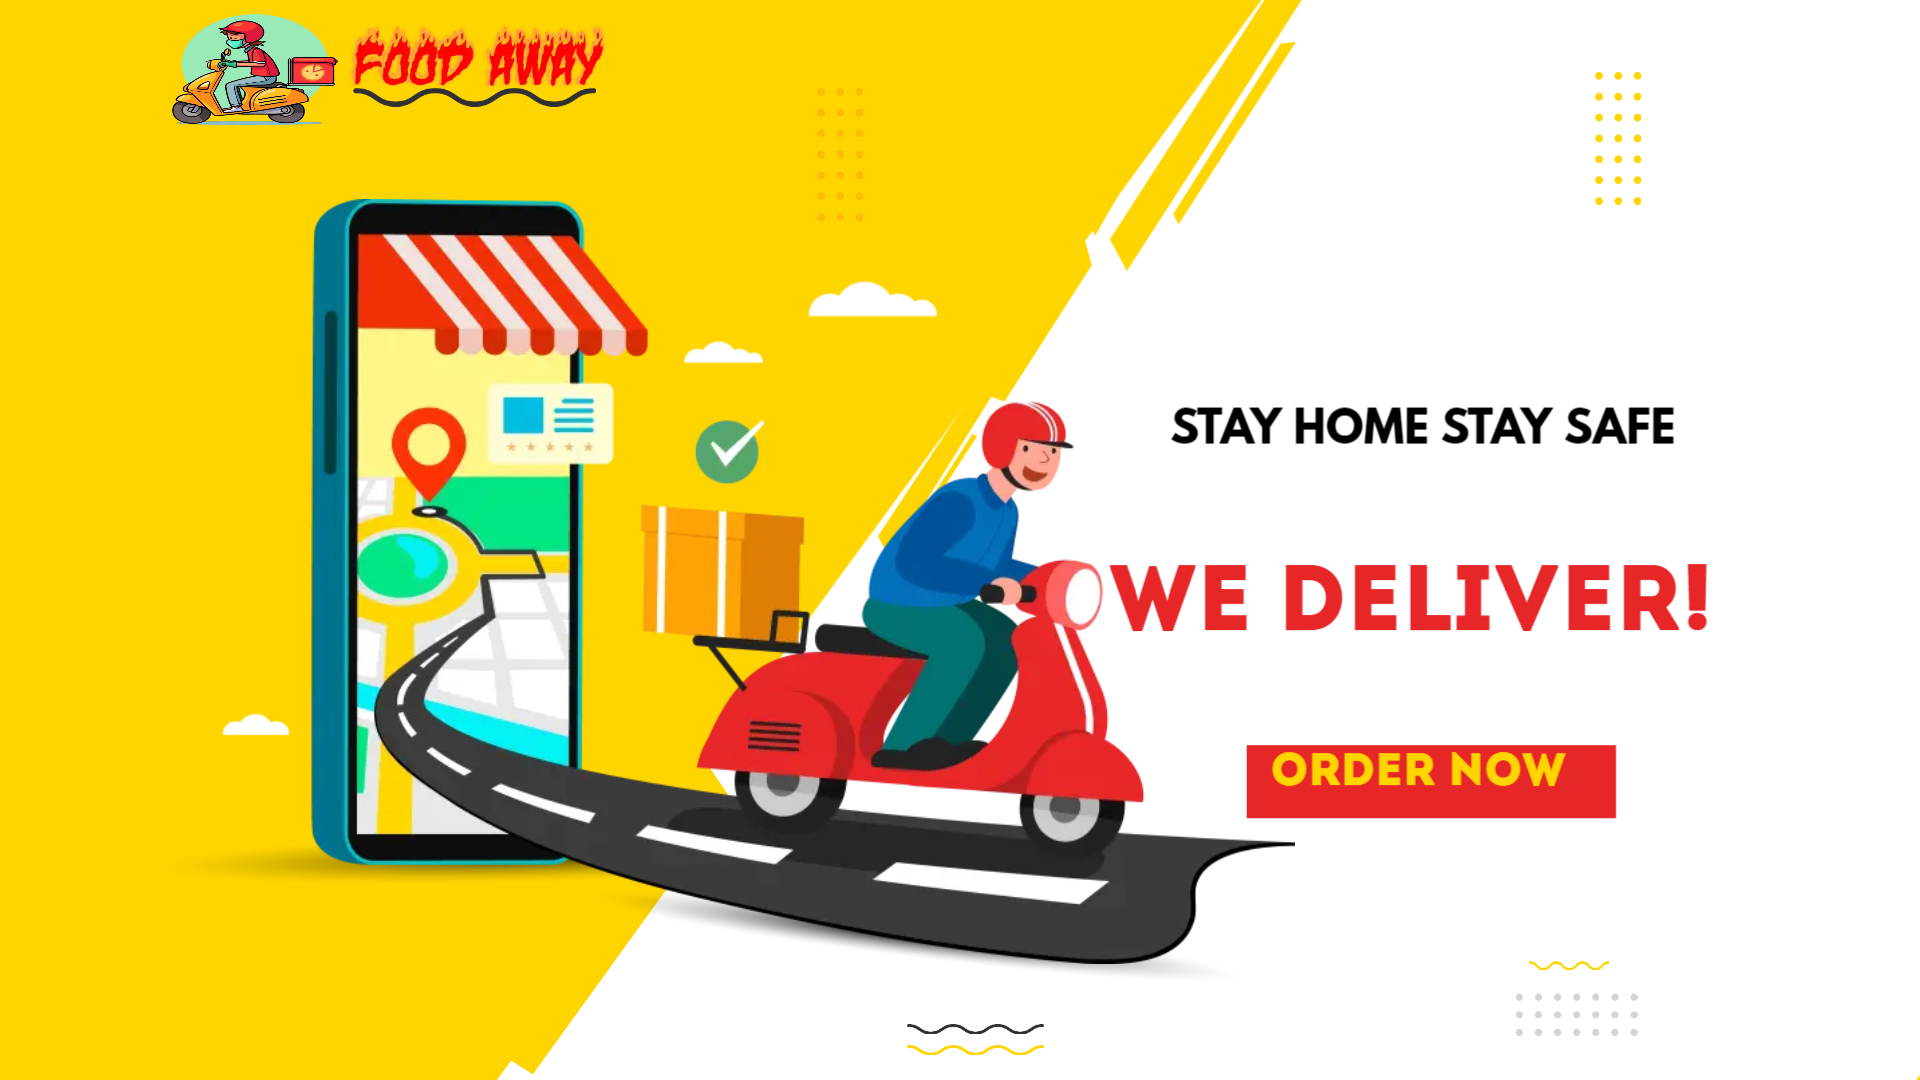 FOOD AWAY
STAY HOME STAY SAFE
WE DELIVER!
ORDER NOW